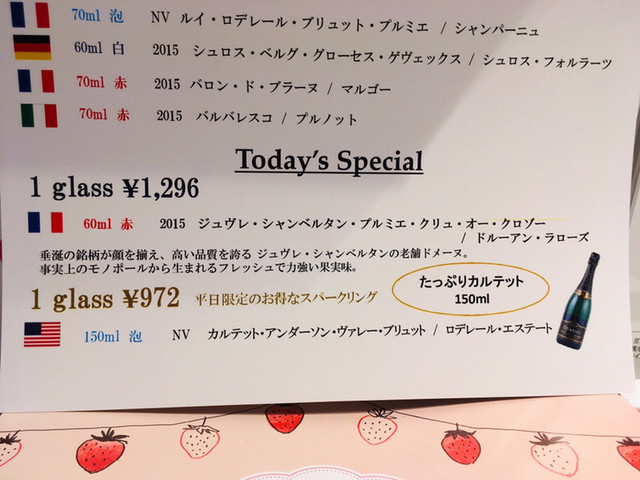 70ml 泡 NV ルイ・ロデレール・ブリュット・プルミエ / シャンパーニュ
60ml 白 2015 シュロス・ベルグ・グローセス・ゲヴェックス / シュロス・フォルラーツ
70ml 赤 2015 バロン・ド・ブラーヌ / マルゴー
70ml 赤 2015 バルバレスコ / プルノット
Today's Special
1 glass ¥1,296
60ml 赤 2015 ジュヴレ・シャンベルタン・プルミエ・クリュ・オー・クロゾー
/ ドルーアン・ラローズ
垂涎の銘柄が顔を揃え、高い品質を誇る ジュヴレ・シャンベルタンの老舗ドメーヌ。
事実上のモノポールから生まれるフレッシュで力強い果実味。
1 glass ¥972 平日限定のお得なスパークリング
たっぷりカルテット
150ml
150ml 泡 NV カルテット・アンダーソン・ヴァレー・ブリュット / ロデレール・エステート